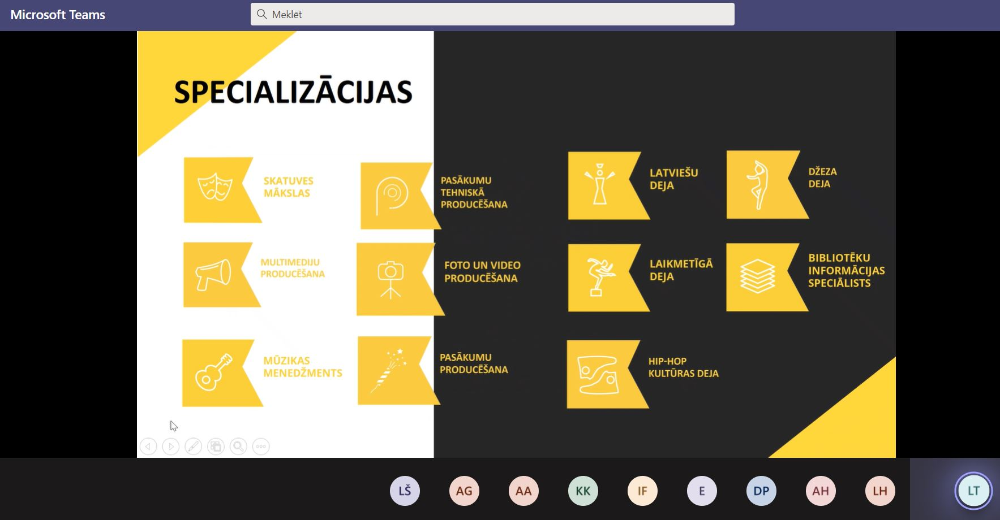 Microsoft Teams
Meklēt
SPECIALIZĀCIJAS
SKATUVES
MĀKSLAS
PASĀKUMU
TEHNISKĀ
PRODUCĒŠANA
LATVIEŠU
DEJA
DŽEZA
DEJA
MULTIMEDIJU
PRODUCĒŠANA
FOTO UN VIDEO
PRODUCĒŠANA
LAIKMETĪGĀ
DEJA
BIBLIOTĒKU
INFORMĀCIJAS
SPECIĀLISTS
MŪZIKAS
MENEDŽMENTS
PASĀKUMU
PRODUCĒŠANA
HIP-HOP
KULTŪRAS DEJA
LŠ AG AA KK IF E DP AH LH LT